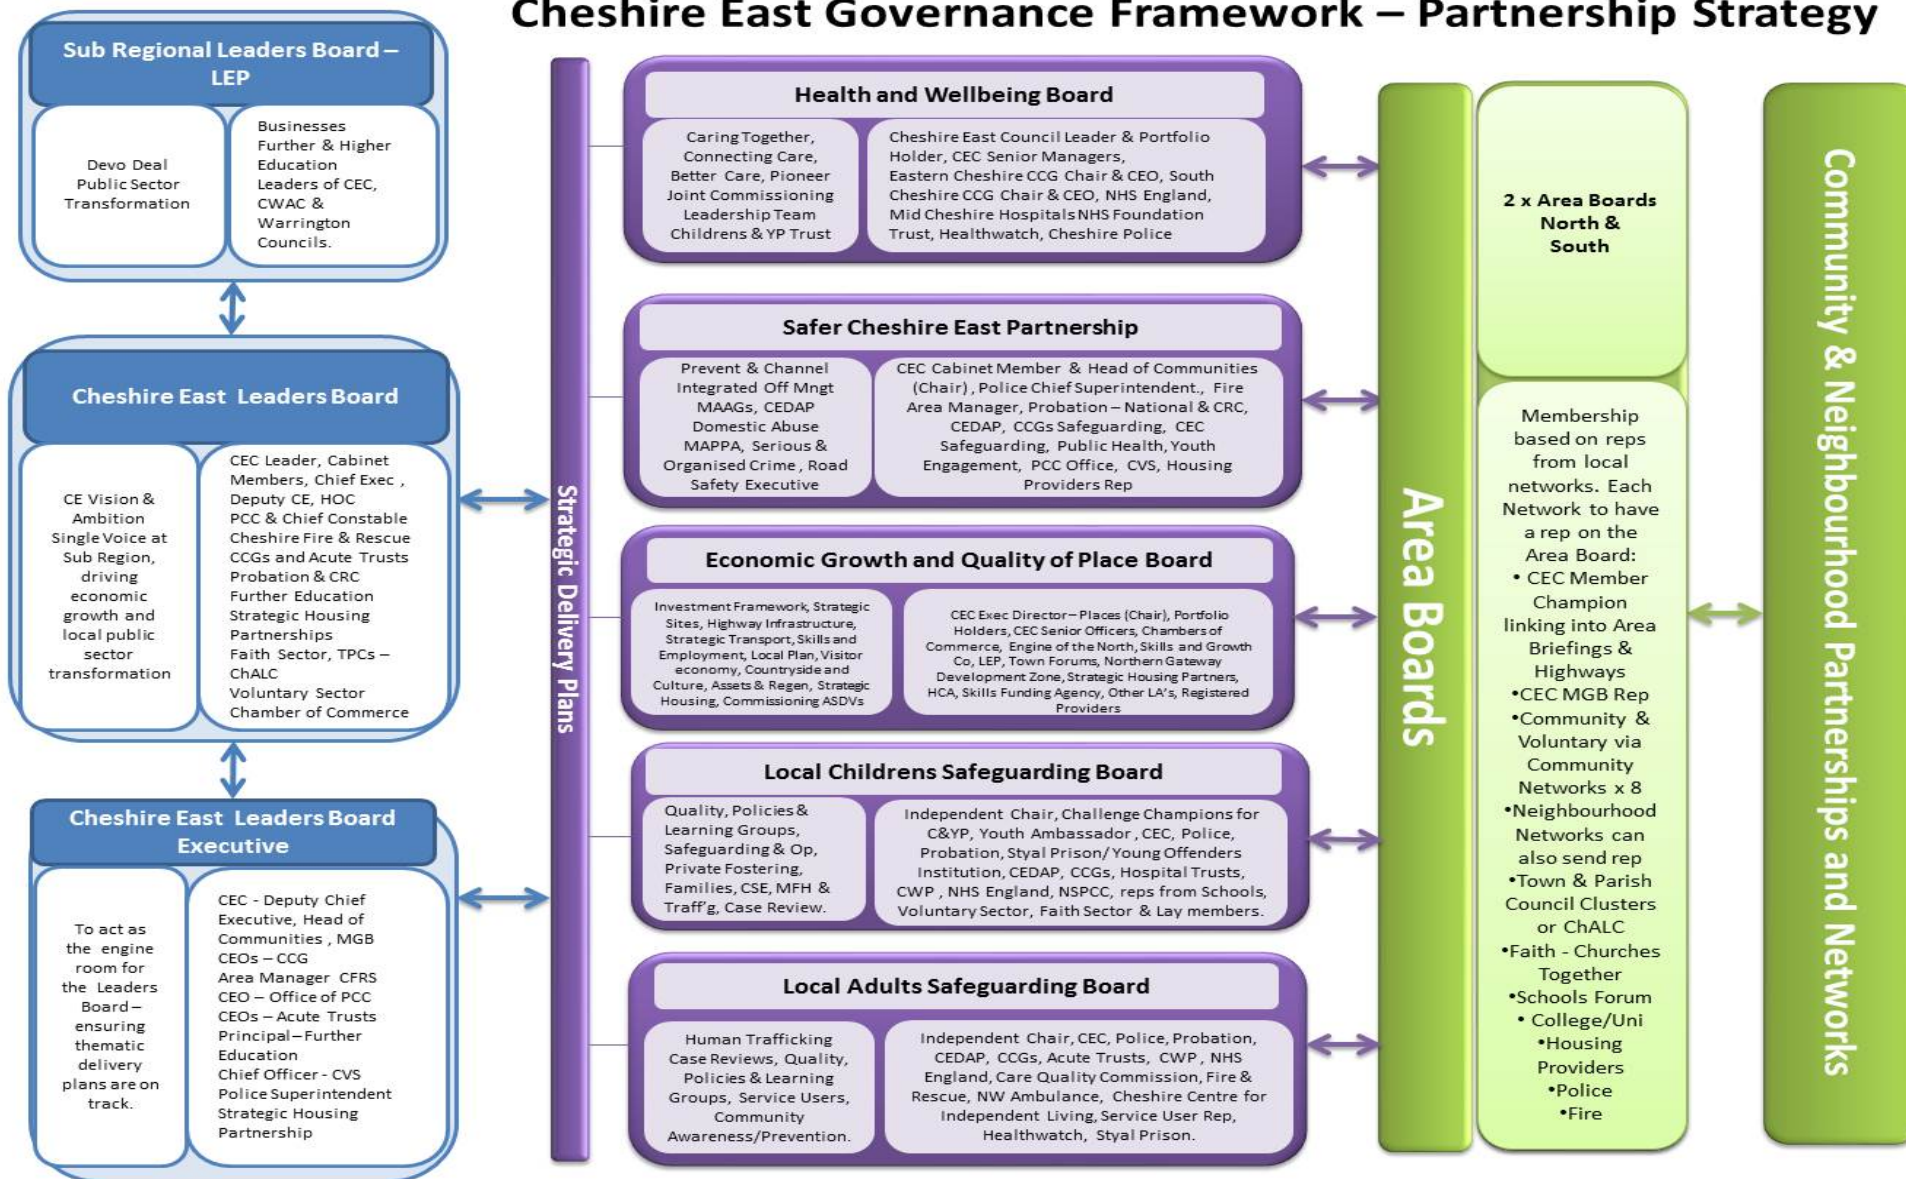 Cheshire East Governance Framework – Partnership Strategy
Sub Regional Leaders Board –
LEP
Devo Deal
Public Sector
Transformation
Businesses
Further & Higher
Education
Leaders of CEC,
CWAC &
Warrington
Councils.
Cheshire East Leaders Board
CE Vision &
Ambition
Single Voice at
Sub Region,
driving
economic
growth and
local public
sector
transformation
CEC Leader, Cabinet
Members, Chief Exec ,
Deputy CE, HOC
PCC & Chief Constable
Cheshire Fire & Rescue
CCGs and Acute Trusts
Probation & CRC
Further Education
Strategic Housing
Partnerships
Faith Sector, TPCs –
ChALC
Voluntary Sector
Chamber of Commerce
Cheshire East Leaders Board
Executive
To act as
the engine
room for
the Leaders
Board –
ensuring
thematic
delivery
plans are on
track.
CEC - Deputy Chief
Executive, Head of
Communities , MGB
CEOs – CCG
Area Manager CFRS
CEO – Office of PCC
CEOs – Acute Trusts
Principal – Further
Education
Chief Officer - CVS
Police Superintendent
Strategic Housing
Partnership
Strategic Delivery Plans
Health and Wellbeing Board
Caring Together,
Connecting Care,
Better Care, Pioneer
Joint Commissioning
Leadership Team
Childrens & YP Trust
Cheshire East Council Leader & Portfolio
Holder, CEC Senior Managers,
Eastern Cheshire CCG Chair & CEO, South
Cheshire CCG Chair & CEO, NHS England,
Mid Cheshire Hospitals NHS Foundation
Trust, Healthwatch, Cheshire Police
Safer Cheshire East Partnership
Prevent & Channel
Integrated Off Mngt
MAAGs, CEDAP
Domestic Abuse
MAPPA, Serious &
Organised Crime , Road
Safety Executive
CEC Cabinet Member & Head of Communities
(Chair) , Police Chief Superintendent., Fire
Area Manager, Probation – National & CRC,
CEDAP, CCGs Safeguarding, CEC
Safeguarding, Public Health, Youth
Engagement, PCC Office, CVS, Housing
Providers Rep
Economic Growth and Quality of Place Board
Investment Framework, Strategic
Sites, Highway Infrastructure,
Strategic Transport, Skills and
Employment, Local Plan, Visitor
economy, Countryside and
Culture, Assets & Regen, Strategic
Housing, Commissioning ASDVs
CEC Exec Director – Places (Chair), Portfolio
Holders, CEC Senior Officers, Chambers of
Commerce, Engine of the North, Skills and Growth
Co, LEP, Town Forums, Northern Gateway
Development Zone, Strategic Housing Partners,
HCA, Skills Funding Agency, Other LA's, Registered
Providers
Local Childrens Safeguarding Board
Quality, Policies &
Learning Groups,
Safeguarding & Op,
Private Fostering,
Families, CSE, MFH &
Traff'g, Case Review.
Independent Chair, Challenge Champions for
C&YP, Youth Ambassador , CEC, Police,
Probation, Styal Prison/ Young Offenders
Institution, CEDAP, CCGs, Hospital Trusts,
CWP , NHS England, NSPCC, reps from Schools,
Voluntary Sector, Faith Sector & Lay members.
Local Adults Safeguarding Board
Human Trafficking
Case Reviews, Quality,
Policies & Learning
Groups, Service Users,
Community
Awareness/Prevention.
Independent Chair, CEC, Police, Probation,
CEDAP, CCGs, Acute Trusts, CWP , NHS
England, Care Quality Commission, Fire &
Rescue, NW Ambulance, Cheshire Centre for
Independent Living, Service User Rep,
Healthwatch, Styal Prison.
Area Boards
2 x Area Boards
North &
South
Membership
based on reps
from local
networks. Each
Network to have
a rep on the
Area Board:
• CEC Member
Champion
linking into Area
Briefings &
Highways
•CEC MGB Rep
•Community &
Voluntary via
Community
Networks x 8
•Neighbourhood
Networks can
also send rep
•Town & Parish
Council Clusters
or ChALC
•Faith - Churches
Together
•Schools Forum
• College/Uni
•Housing
Providers
•Police
•Fire
Community & Neighbourhood Partnerships and Networks